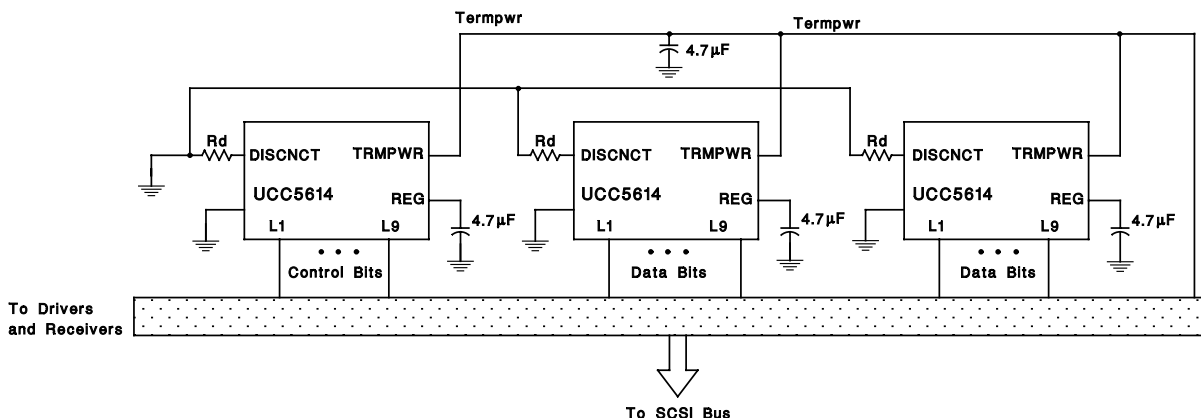 Termpwr
Termpwr
4.7µF
Rd
Rd
Rd
DISCNCT TRMPWR
DISCNCT TRMPWR
DISCNCT TRMPWR
UCC5614 REG
UCC5614 REG
UCC5614 REG
4.7µF
4.7µF
4.7µF
L1 L9
L1 L9
L1 L9
Control Bits
Data Bits
Data Bits
To Drivers
and Receivers
To SCSI Bus